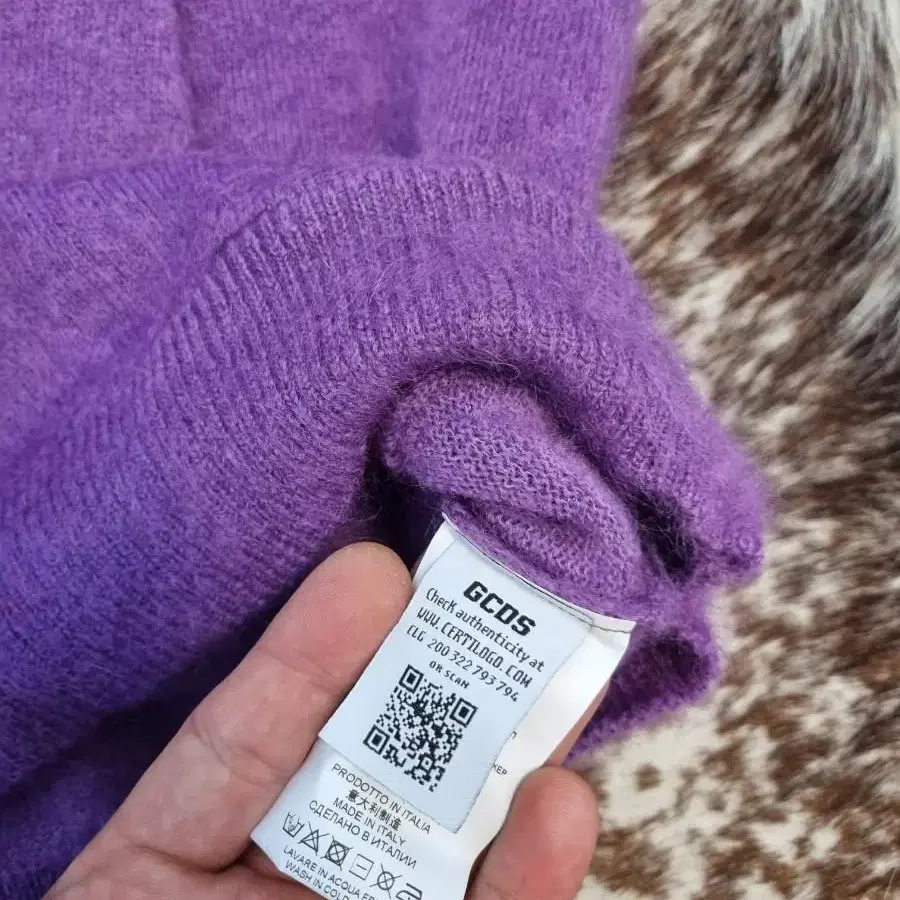 GCDS
Check authenticity at
WWW.CERTILOGO.COM
CLG 200 322 793 794
OR SCAN
PRODOTTO IN ITALIA
意大利制造
MADE IN ITALY
СДЕЛАНО В ИТАЛИИ
LAVARE IN ACQUA
WASH IN COLD